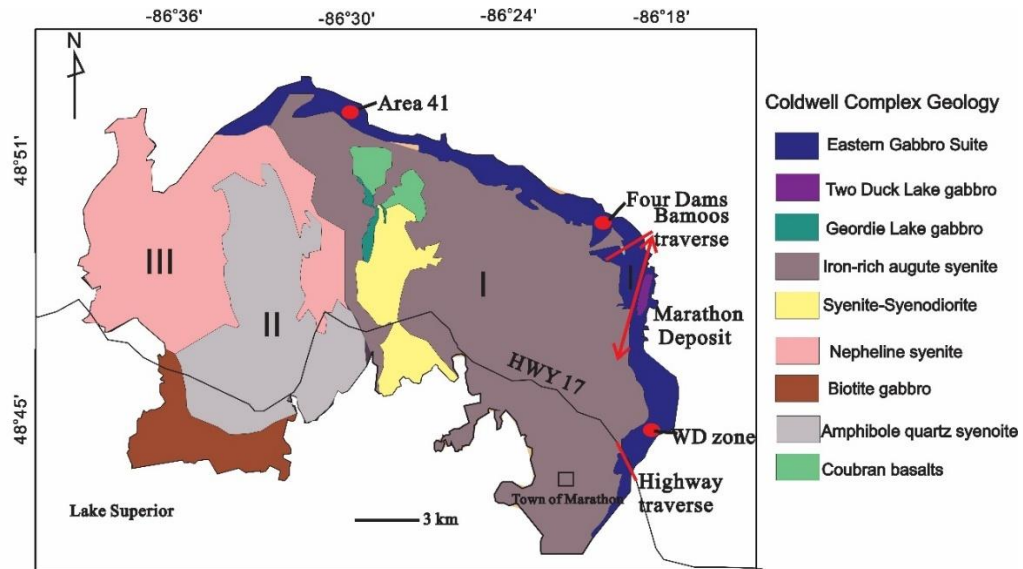 -86°36' -86°30' -86°24' -86°18'
N
48°51'
48°45'
Area 41
Four Dams
Bamoos
traverse
III
II
I
I
Marathon
Deposit
HWY 17
WD zone
Highway
traverse
Town of Marathon
Lake Superior
3 km
Coldwell Complex Geology
Eastern Gabbro Suite
Two Duck Lake gabbro
Geordie Lake gabbro
Iron-rich augute syenite
Syenite-Syenodiorite
Nepheline syenite
Biotite gabbro
Amphibole quartz syenoite
Coubran basalts